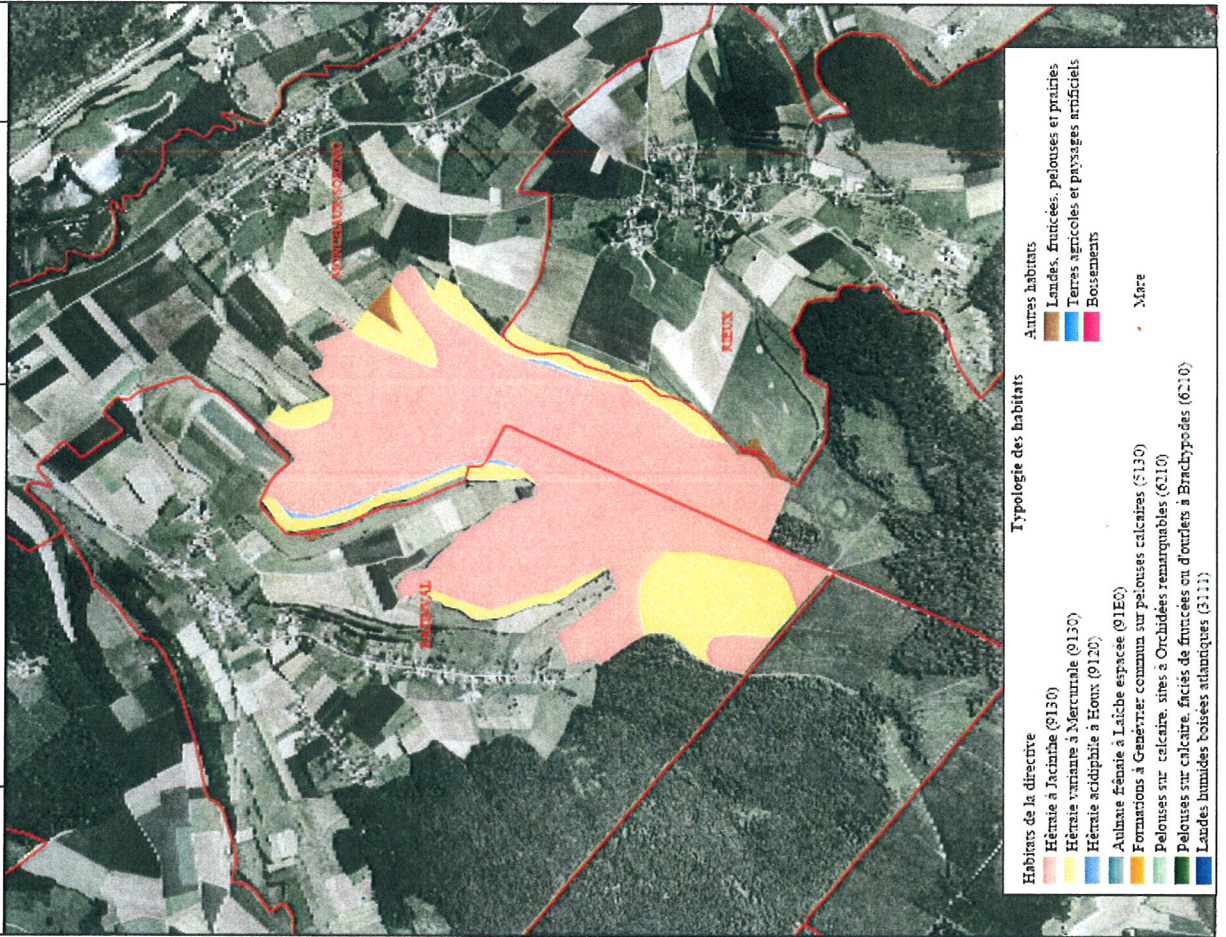 MONCHAUX-SORENG
RIEUX
BAZINVAL
Typologie des habitats
Habitats de la directive
Hêtraie à Jacinthe (9130)
Hêtraie variante à Mercuriale (9130)
Hêtraie acidiphile à Houx (9120)
Aulnaie frênaie à Laîche espacée (91E0)
Formations à Genévrier commun sur pelouses calcaires (5130)
Pelouses sur calcaire, sites à Orchidées remarquables (6210)
Pelouses sur calcaire, faciès de fruticées ou d'ourlets à Brachypodes (6210)
Landes humides boisées atlantiques (3111)
Autres habitats
Landes, fruticées, pelouses et prairies
Terres agricoles et paysages artificiels
Boisements
Mare